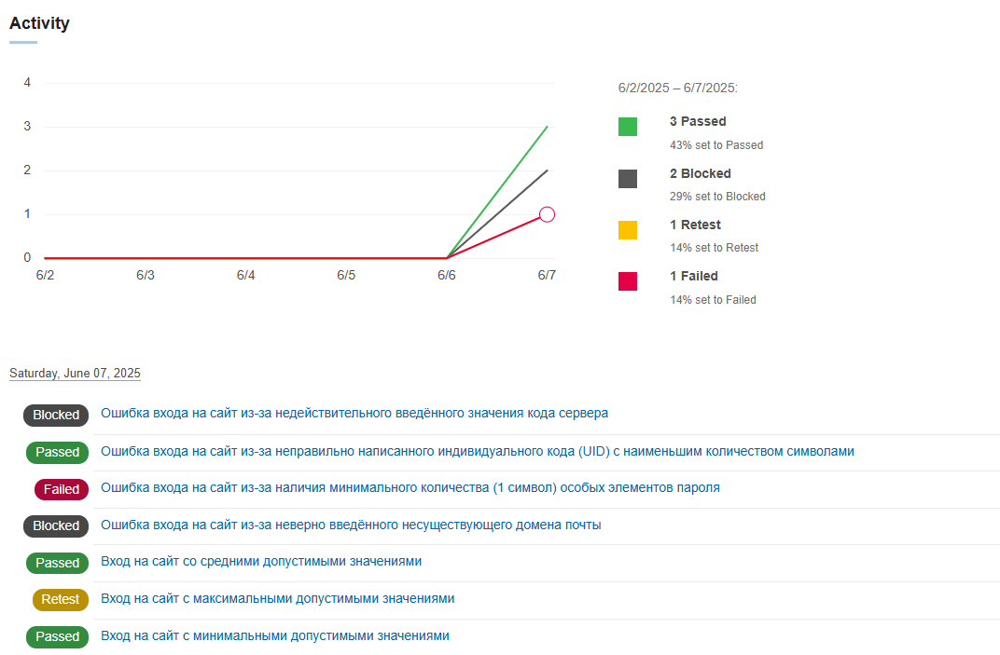 Activity
4
3
2
1
0
6/2 6/3 6/4 6/5 6/6 6/7
6/2/2025 – 6/7/2025:
3 Passed
43% set to Passed
2 Blocked
29% set to Blocked
1 Retest
14% set to Retest
1 Failed
14% set to Failed
Saturday, June 07, 2025
Blocked Ошибка входа на сайт из-за недействительного введённого значения кода сервера
Passed Ошибка входа на сайт из-за неправильно написанного индивидуального кода (UID) с наименьшим количеством символами
Failed Ошибка входа на сайт из-за наличия минимального количества (1 символ) особых элементов пароля
Blocked Ошибка входа на сайт из-за неверно введённого несуществующего домена почты
Passed Вход на сайт со средними допустимыми значениями
Retest Вход на сайт с максимальными допустимыми значениями
Passed Вход на сайт с минимальными допустимыми значениями